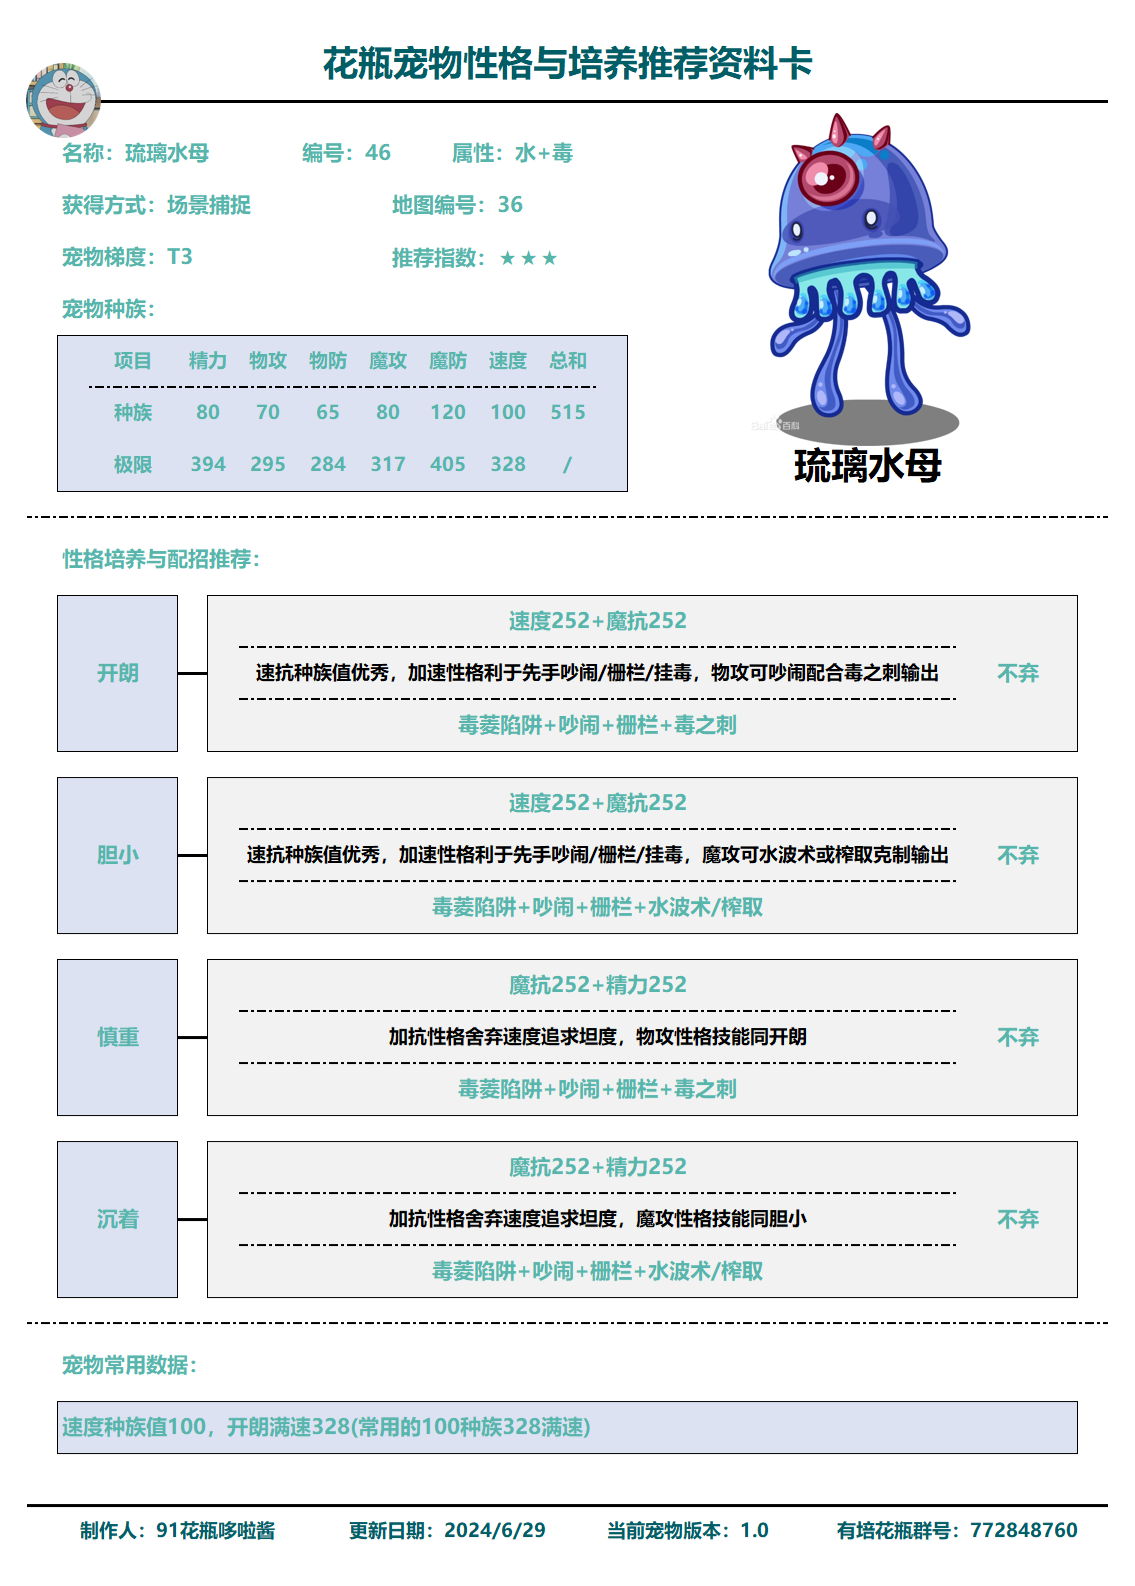 花瓶宠物性格与培养推荐资料卡
名称：琉璃水母 编号：46 属性：水+毒
获得方式：场景捕捉 地图编号：36
宠物梯度：T3 推荐指数：★★★
宠物种族：
项目 精力 物攻 物防 魔攻 魔防 速度 总和
种族 80 70 65 80 120 100 515
极限 394 295 284 317 405 328 /
Baidu百科
琉璃水母
性格培养与配招推荐：
开朗
速度252+魔抗252
速抗种族值优秀，加速性格利于先手吵闹/栅栏/挂毒，物攻可吵闹配合毒之刺输出
毒菱陷阱+吵闹+栅栏+毒之刺
不弃
胆小
速度252+魔抗252
速抗种族值优秀，加速性格利于先手吵闹/栅栏/挂毒，魔攻可水波术或榨取克制输出
毒菱陷阱+吵闹+栅栏+水波术/榨取
不弃
慎重
魔抗252+精力252
加抗性格舍弃速度追求坦度，物攻性格技能同开朗
毒菱陷阱+吵闹+栅栏+毒之刺
不弃
沉着
魔抗252+精力252
加抗性格舍弃速度追求坦度，魔攻性格技能同胆小
毒菱陷阱+吵闹+栅栏+水波术/榨取
不弃
宠物常用数据：
速度种族值100，开朗满速328(常用的100种族328满速)
制作人：91花瓶哆啦酱 更新日期：2024/6/29 当前宠物版本：1.0 有培花瓶群号：772848760